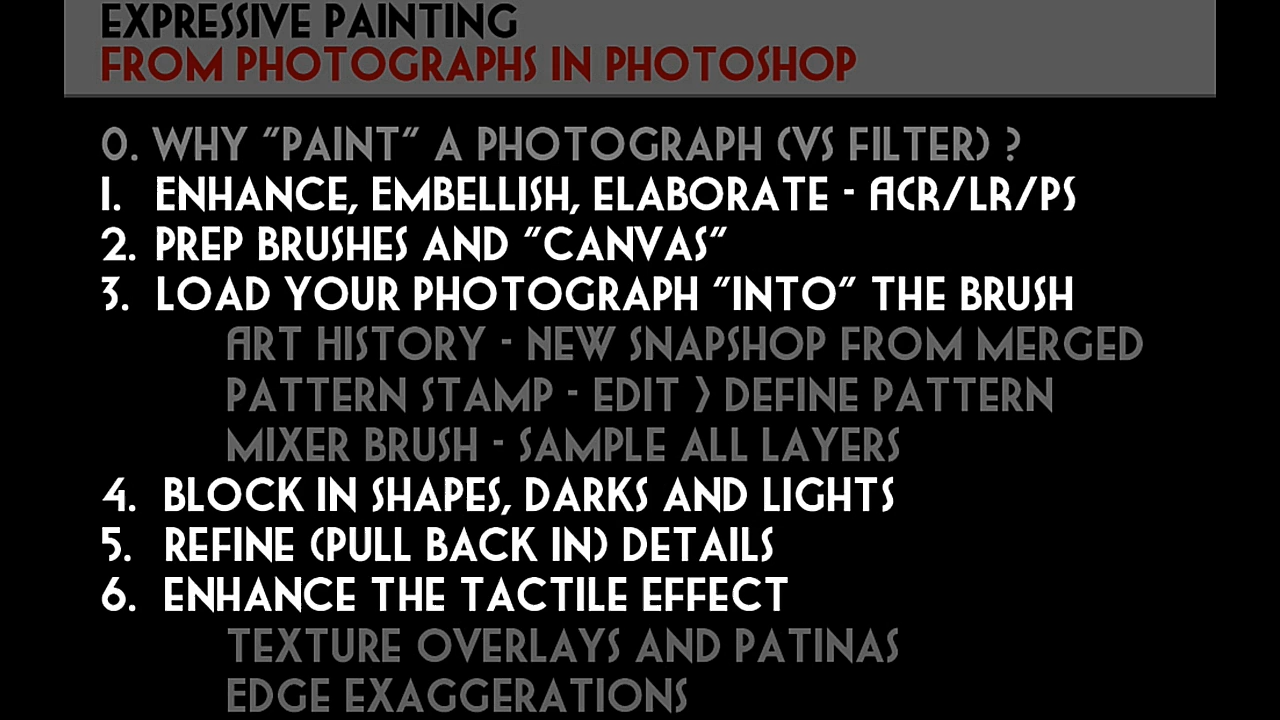 EXPRESSIVE PAINTING
FROM PHOTOGRAPHS IN PHOTOSHOP
0. WHY "PAINT" A PHOTOGRAPH (VS FILTER) ?
1. ENHANCE, EMBELLISH, ELABORATE - ACR/LR/PS
2. PREP BRUSHES AND "CANVAS"
3. LOAD YOUR PHOTOGRAPH "INTO" THE BRUSH
ART HISTORY - NEW SNAPSHOP FROM MERGED
PATTERN STAMP - EDIT > DEFINE PATTERN
MIXER BRUSH - SAMPLE ALL LAYERS
4. BLOCK IN SHAPES, DARKS AND LIGHTS
5. REFINE (PULL BACK IN) DETAILS
6. ENHANCE THE TACTILE EFFECT
TEXTURE OVERLAYS AND PATINAS
EDGE EXAGGERATIONS